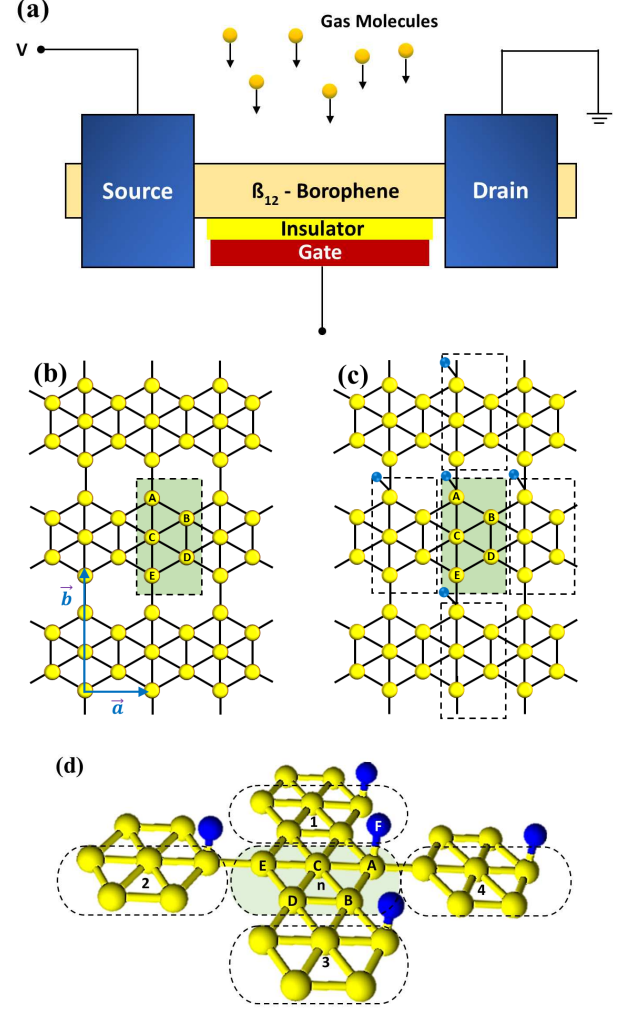 (a)
Gas Molecules
V
Source
ß12 - Borophene
Drain
Insulator
Gate
(b)
(c)
A
B
C
D
E
b
a
A
B
C
D
E
(d)
1
F
2
E
C
A
4
n
D
B
3